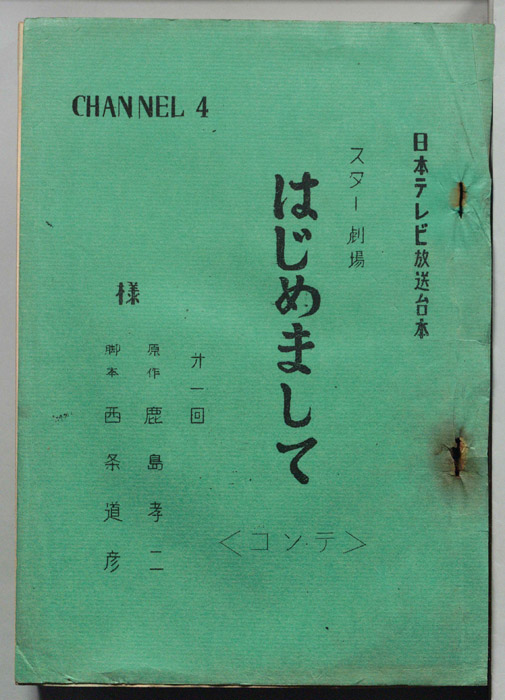 CHANNEL 4
日本テレビ放送台本
スター劇場
はじめまして
<コンテ>
才一回
原作 鹿島孝二
脚本 西条道彦
様